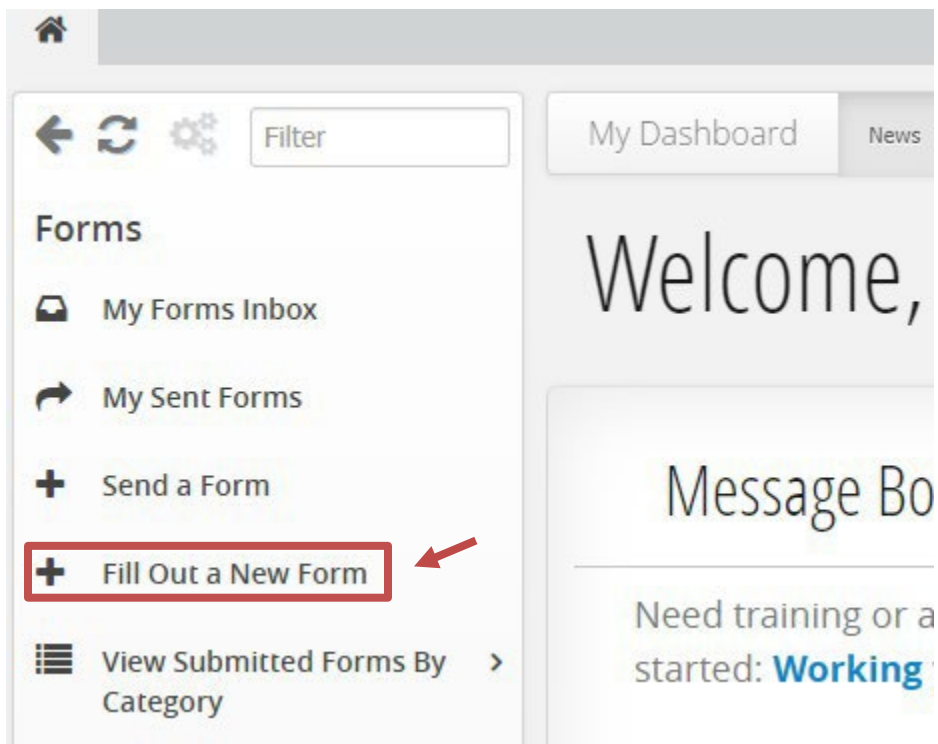 Filter
My Dashboard
News
Forms
Welcome,
My Forms Inbox
My Sent Forms
Send a Form
Message Bo
Fill Out a New Form
Need training or a
View Submitted Forms By
started: Working
Category